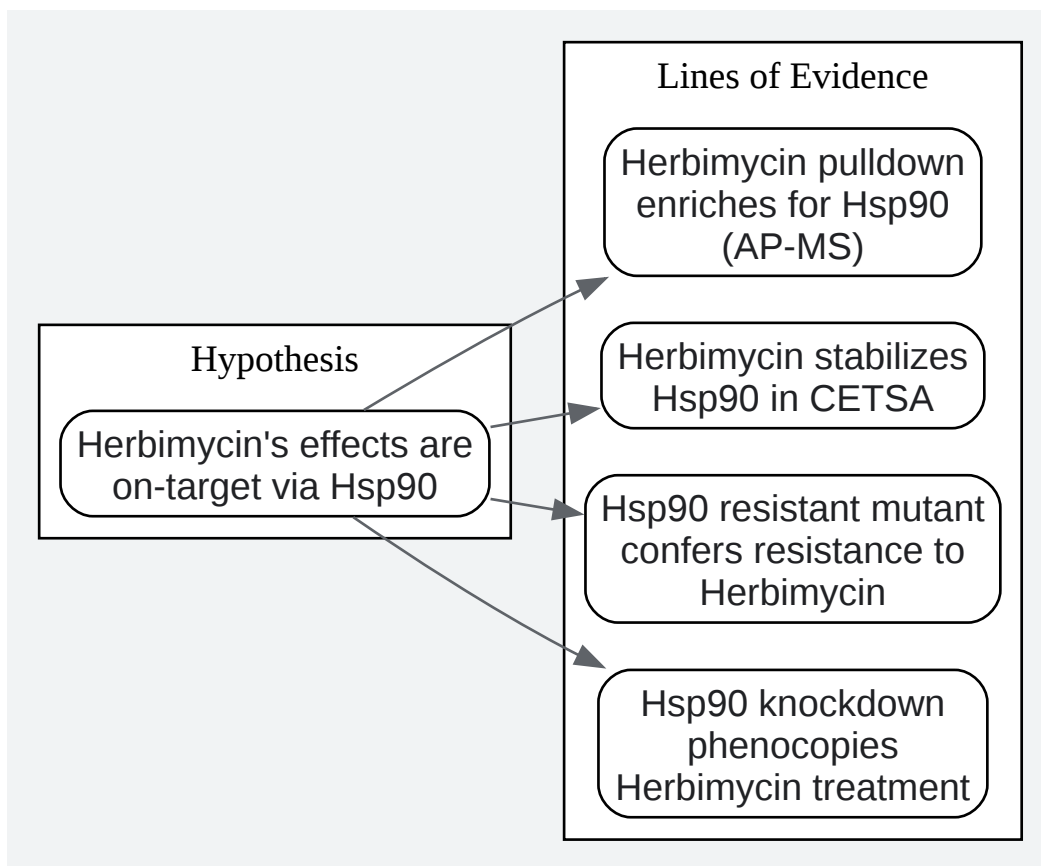 Hypothesis
Herbimycin's effects are
on-target via Hsp90
Lines of Evidence
Herbimycin pulldown
enriches for Hsp90
(AP-MS)
Herbimycin stabilizes
Hsp90 in CETSA
Hsp90 resistant mutant
confers resistance to
Herbimycin
Hsp90 knockdown
phenocopies
Herbimycin treatment